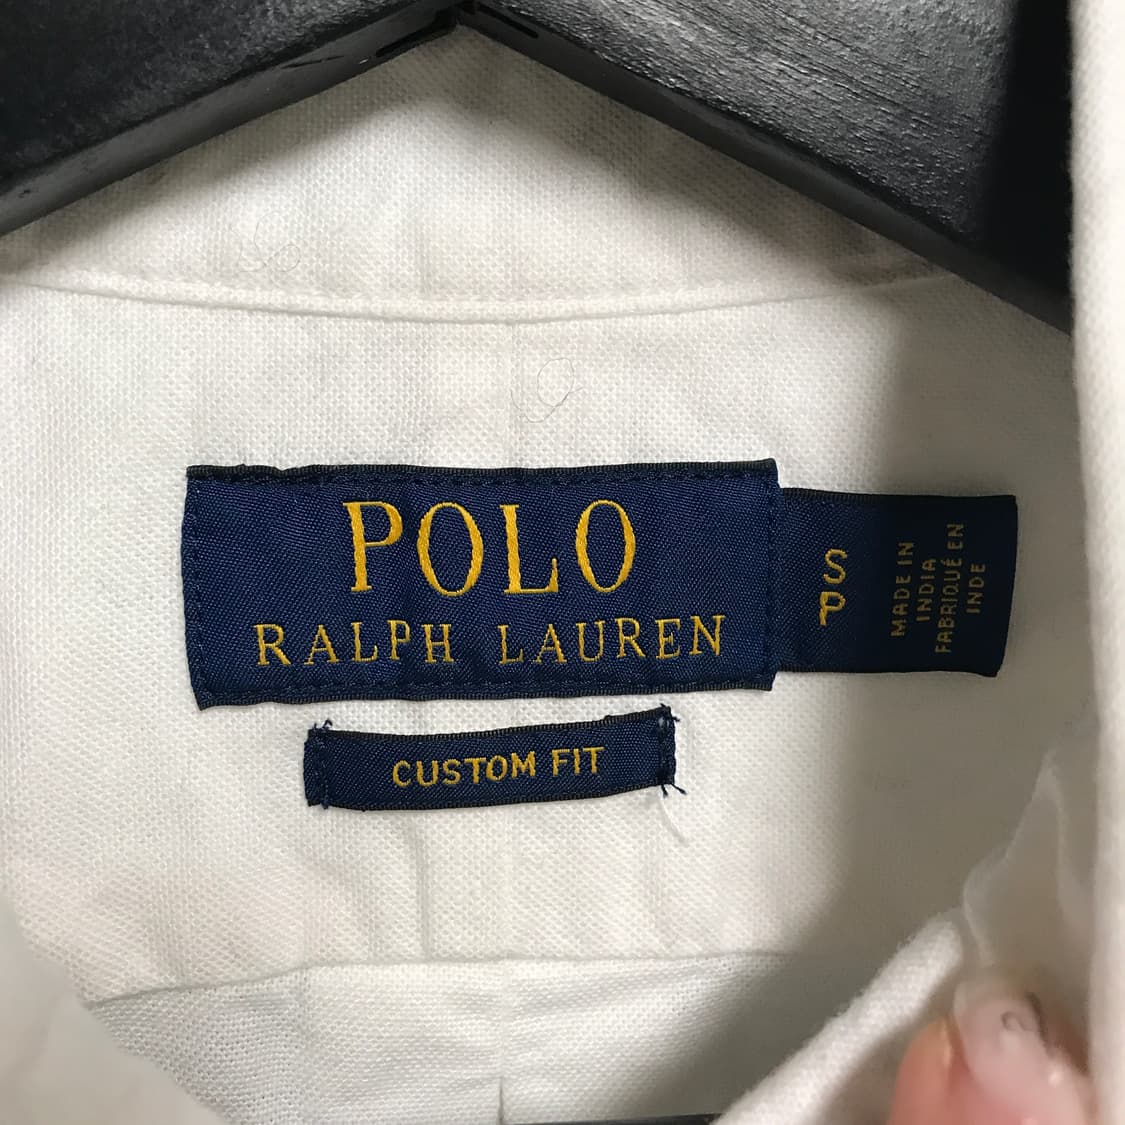 POLO
RALPH LAUREN
S
P
MADE IN
INDIA
FABRIQUÉ EN
INDE
CUSTOM FIT